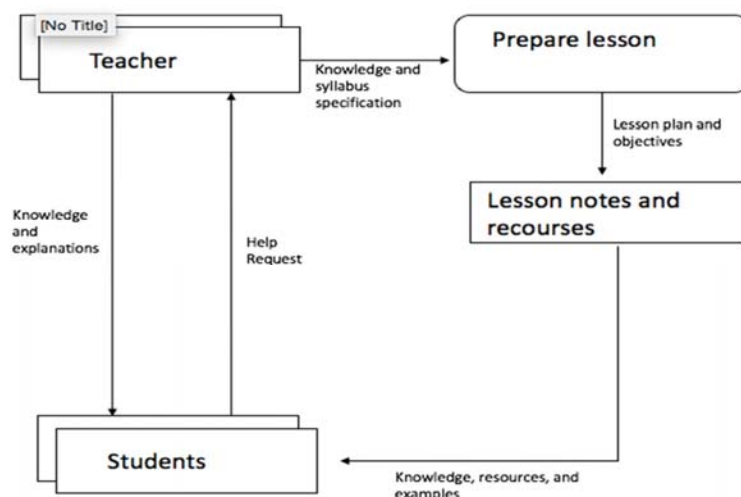 [No Title]
Teacher
Prepare lesson
Knowledge and
syllabus
specification
Lesson plan and
objectives
Lesson notes and
recourses
Knowledge
and
explanations
Help
Request
Students
Knowledge, resources, and
examples